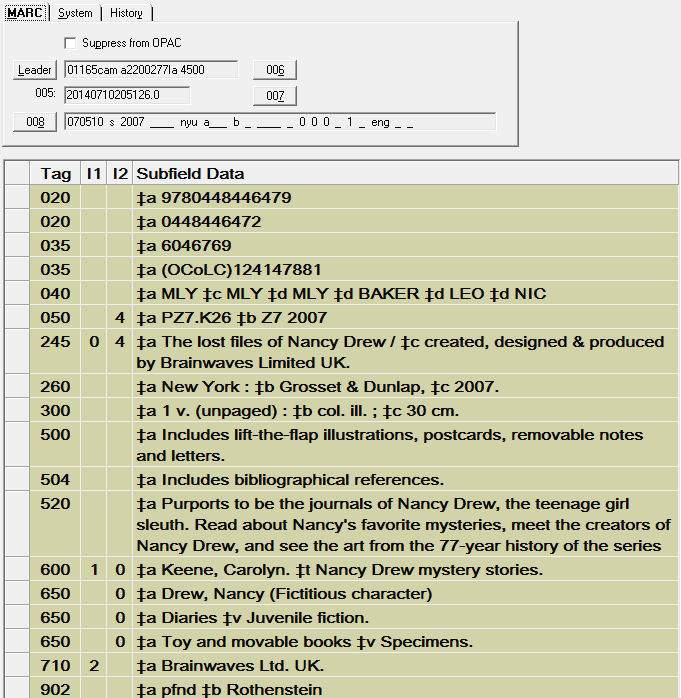 MARC System History
Suppress from OPAC
Leader 01165cam a2200277Ia 4500 006
005: 20140710205126.0 007
008 070510 s 2007 ____ nyu a___ b _ ____ _ 0 0 0 _ 1 _ eng _ _
Tag I1 I2 Subfield Data
020 ‡a 9780448446479
020 ‡a 0448446472
035 ‡a 6046769
035 ‡a (OCoLC)124147881
040 ‡a MLY ‡c MLY ‡d MLY ‡d BAKER ‡d LEO ‡d NIC
050 4 ‡a PZ7.K26 ‡b Z7 2007
245 0 4 ‡a The lost files of Nancy Drew / ‡c created, designed & produced
by Brainwaves Limited UK.
260 ‡a New York : ‡b Grosset & Dunlap, ‡c 2007.
300 ‡a 1 v. (unpaged) : ‡b col. ill. ; ‡c 30 cm.
500 ‡a Includes lift-the-flap illustrations, postcards, removable notes
and letters.
504 ‡a Includes bibliographical references.
520 ‡a Purports to be the journals of Nancy Drew, the teenage girl
sleuth. Read about Nancy's favorite mysteries, meet the creators of
Nancy Drew, and see the art from the 77-year history of the series
600 1 0 ‡a Keene, Carolyn. ‡t Nancy Drew mystery stories.
650 0 ‡a Drew, Nancy (Fictitious character)
650 0 ‡a Diaries ‡v Juvenile fiction.
650 0 ‡a Toy and movable books ‡v Specimens.
710 2 ‡a Brainwaves Ltd. UK.
902 ‡a pfnd ‡b Rothenstein